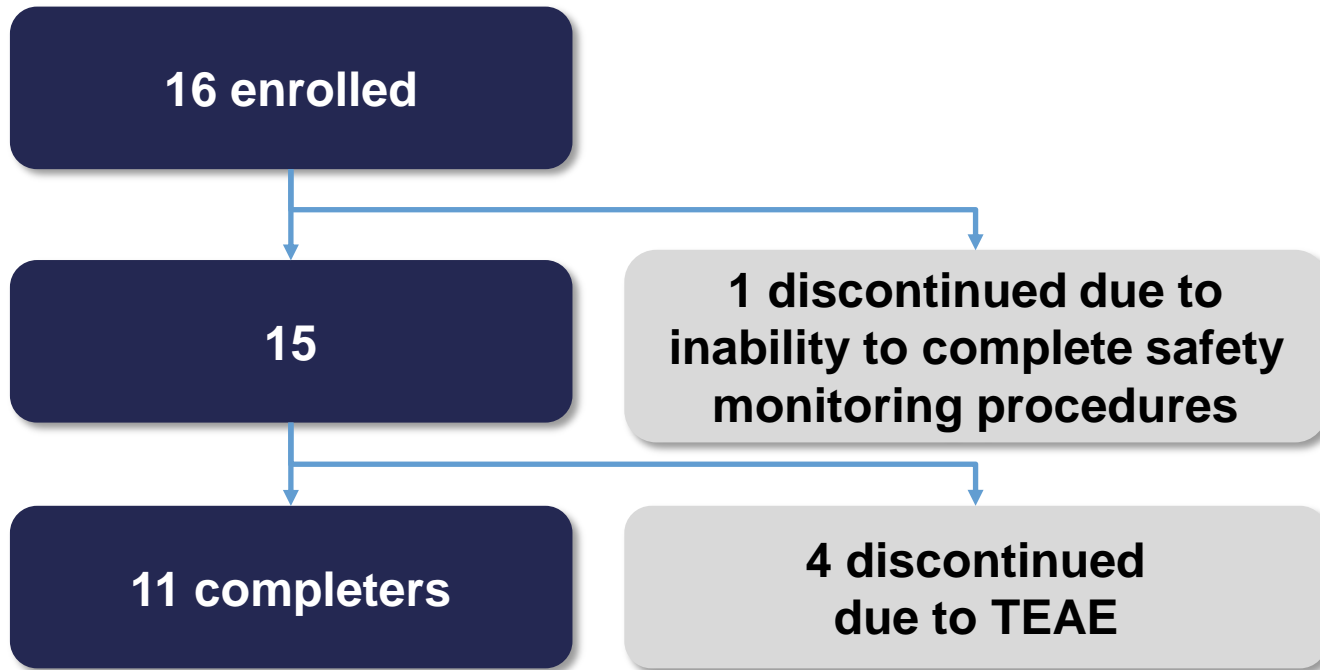 16 enrolled
15
1 discontinued due to
inability to complete safety
monitoring procedures
11 completers
4 discontinued
due to TEAE